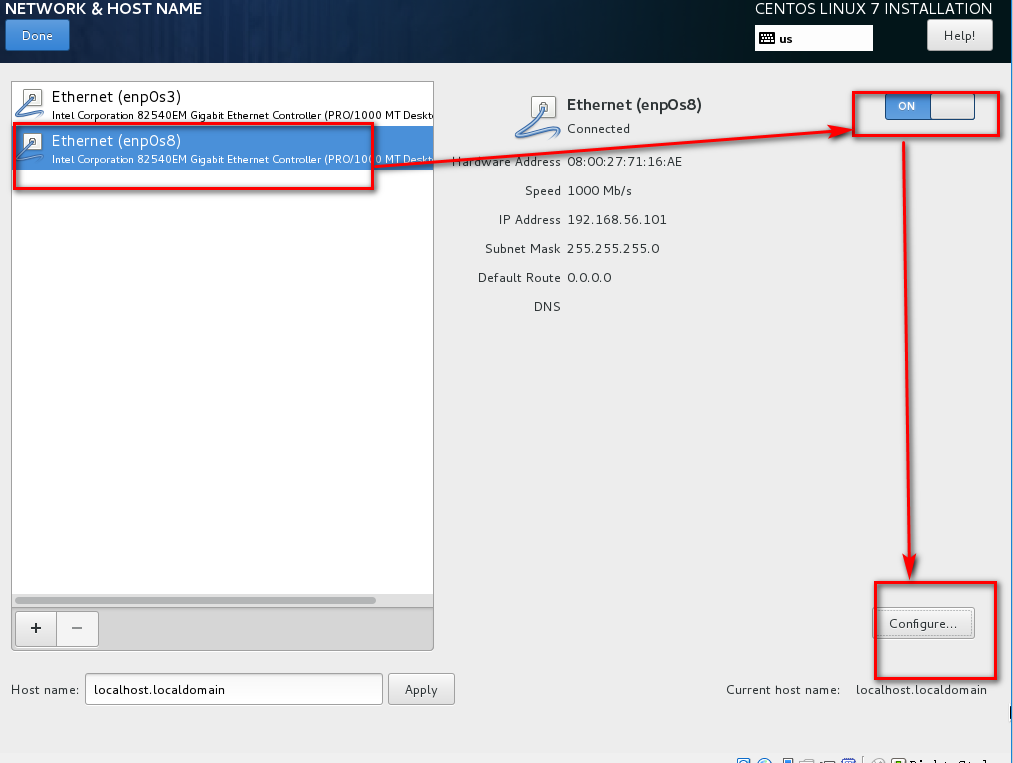 NETWORK & HOST NAME
CENTOS LINUX 7 INSTALLATION
Done
us
Help!
Ethernet (enp0s3)
Intel Corporation 82540EM Gigabit Ethernet Controller (PRO/1000 MT Deskt
Ethernet (enp0s8)
Intel Corporation 82540EM Gigabit Ethernet Controller (PRO/1000 MT Deskt
Ethernet (enp0s8)
Connected
ON
Hardware Address 08:00:27:71:16:AE
Speed 1000 Mb/s
IP Address 192.168.56.101
Subnet Mask 255.255.255.0
Default Route 0.0.0.0
DNS
+ −
Configure...
Host name: localhost.localdomain Apply
Current host name: localhost.localdomain